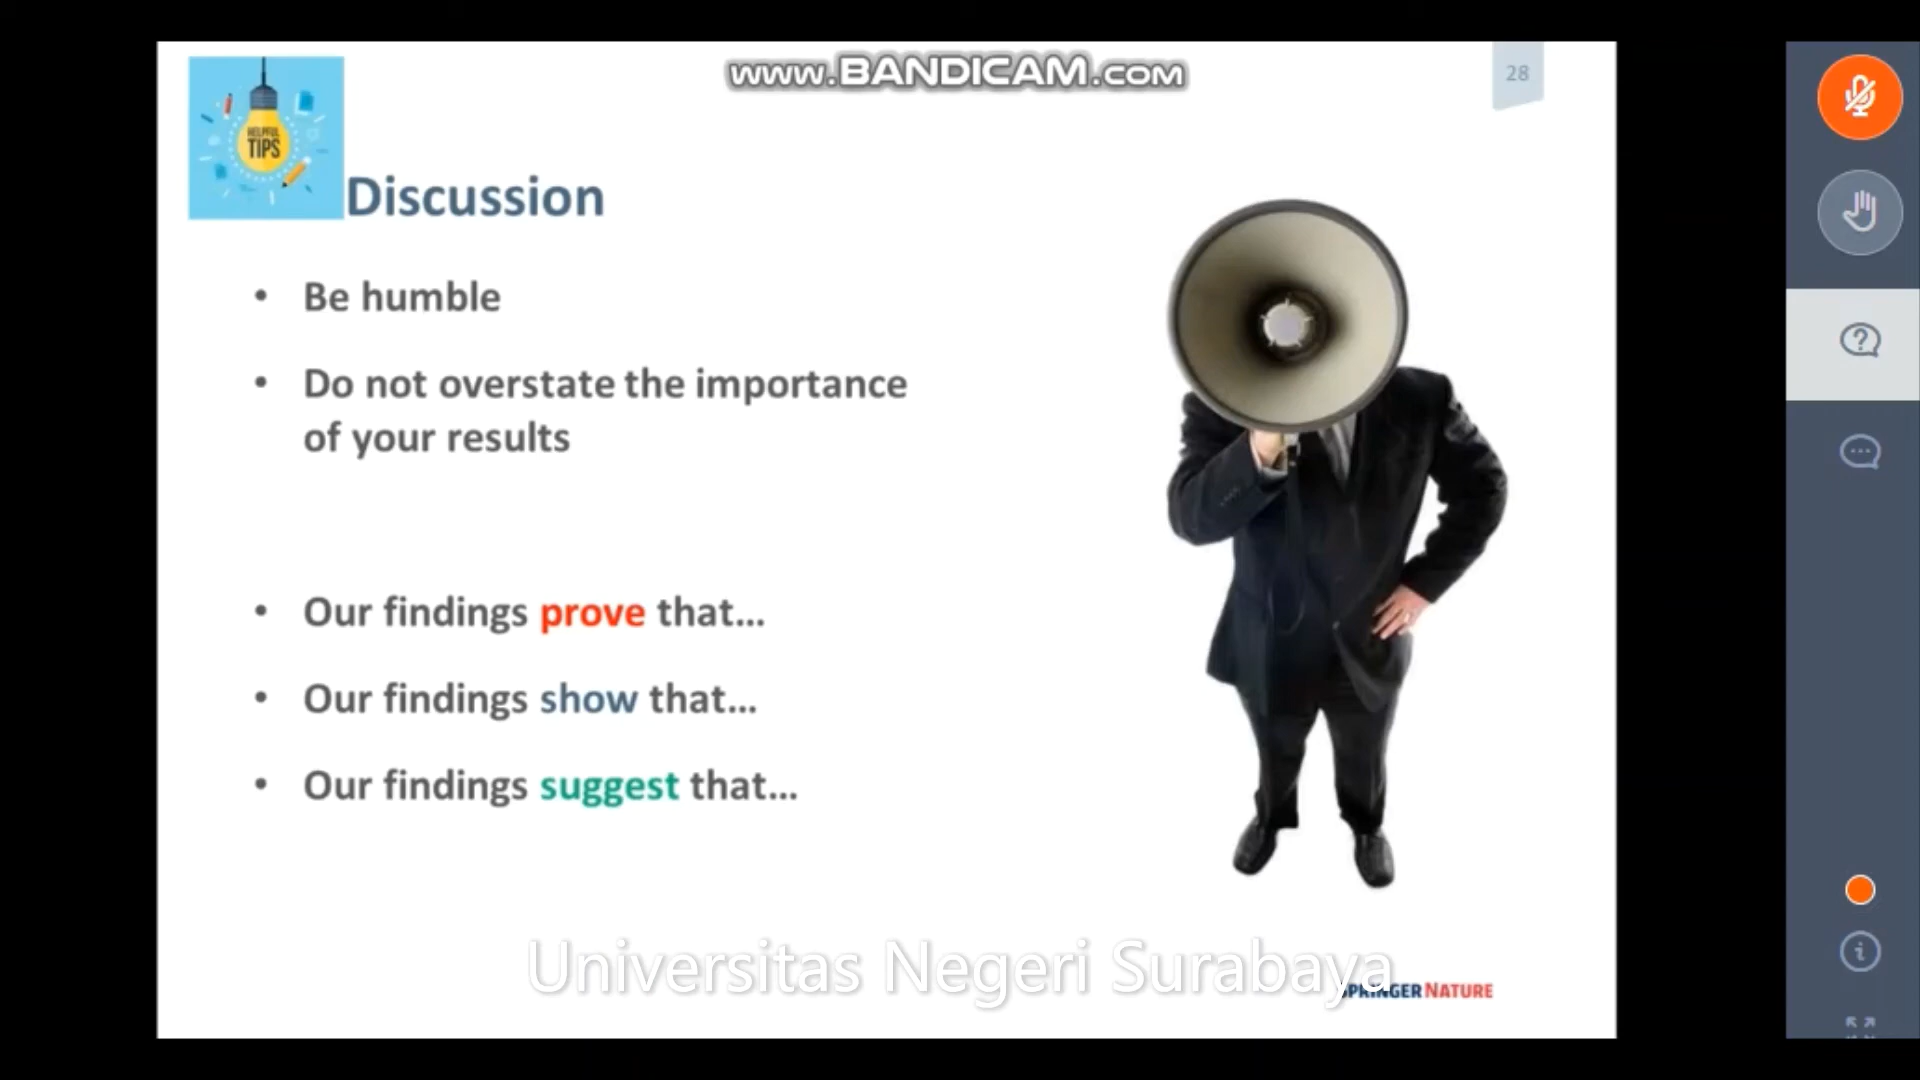 www.BANDICAM.com
28
HELPFUL
TIPS
Discussion
• Be humble
• Do not overstate the importance
of your results
• Our findings prove that...
• Our findings show that...
• Our findings suggest that...
Universitas Negeri Surabaya
SPRINGER NATURE